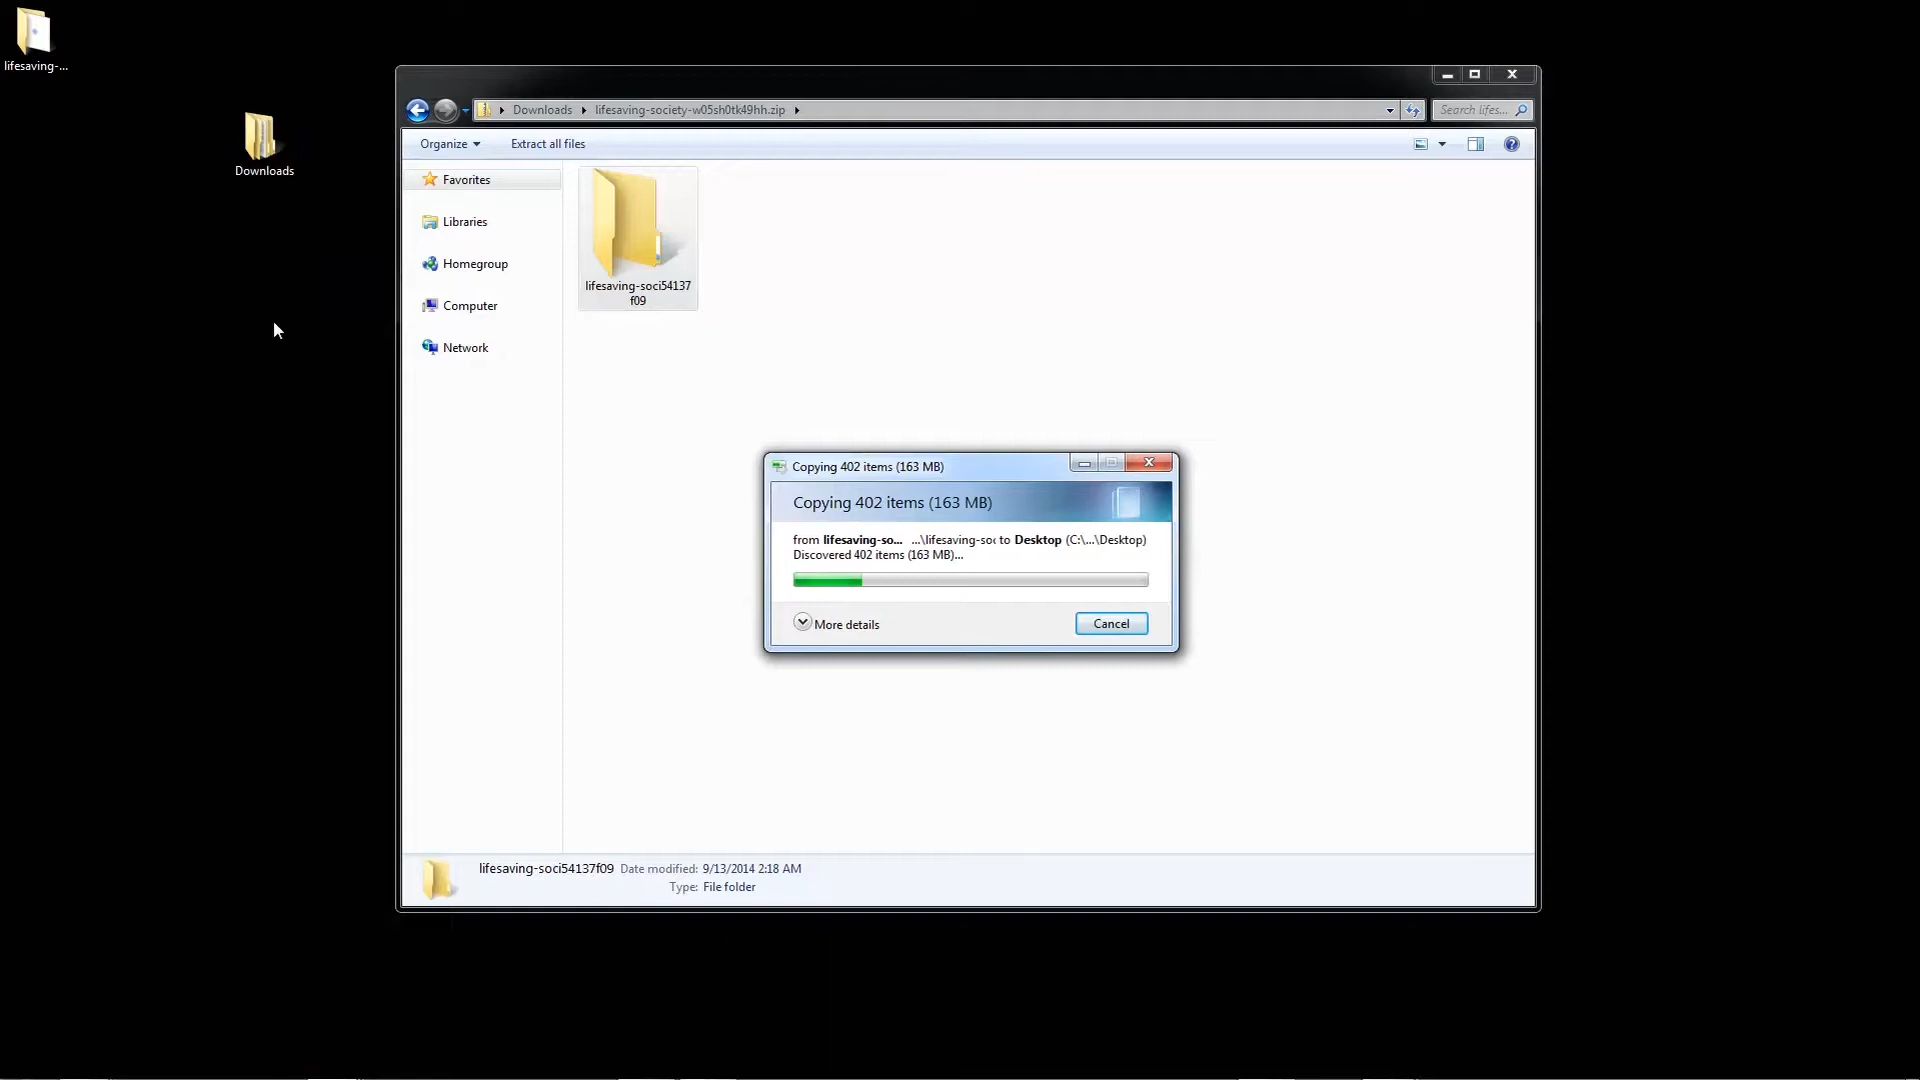 lifesaving-...
Downloads
Downloads
lifesaving-society-w05sh0tk49hh.zip
Search lifes...
Organize
Extract all files
Favorites
Libraries
Homegroup
Computer
Network
lifesaving-soci54137
f09
Copying 402 items (163 MB)
Copying 402 items (163 MB)
from lifesaving-so... ...\lifesaving-soc to Desktop (C:\...\Desktop)
Discovered 402 items (163 MB)...
More details
Cancel
lifesaving-soci54137f09 Date modified: 9/13/2014 2:18 AM
Type: File folder